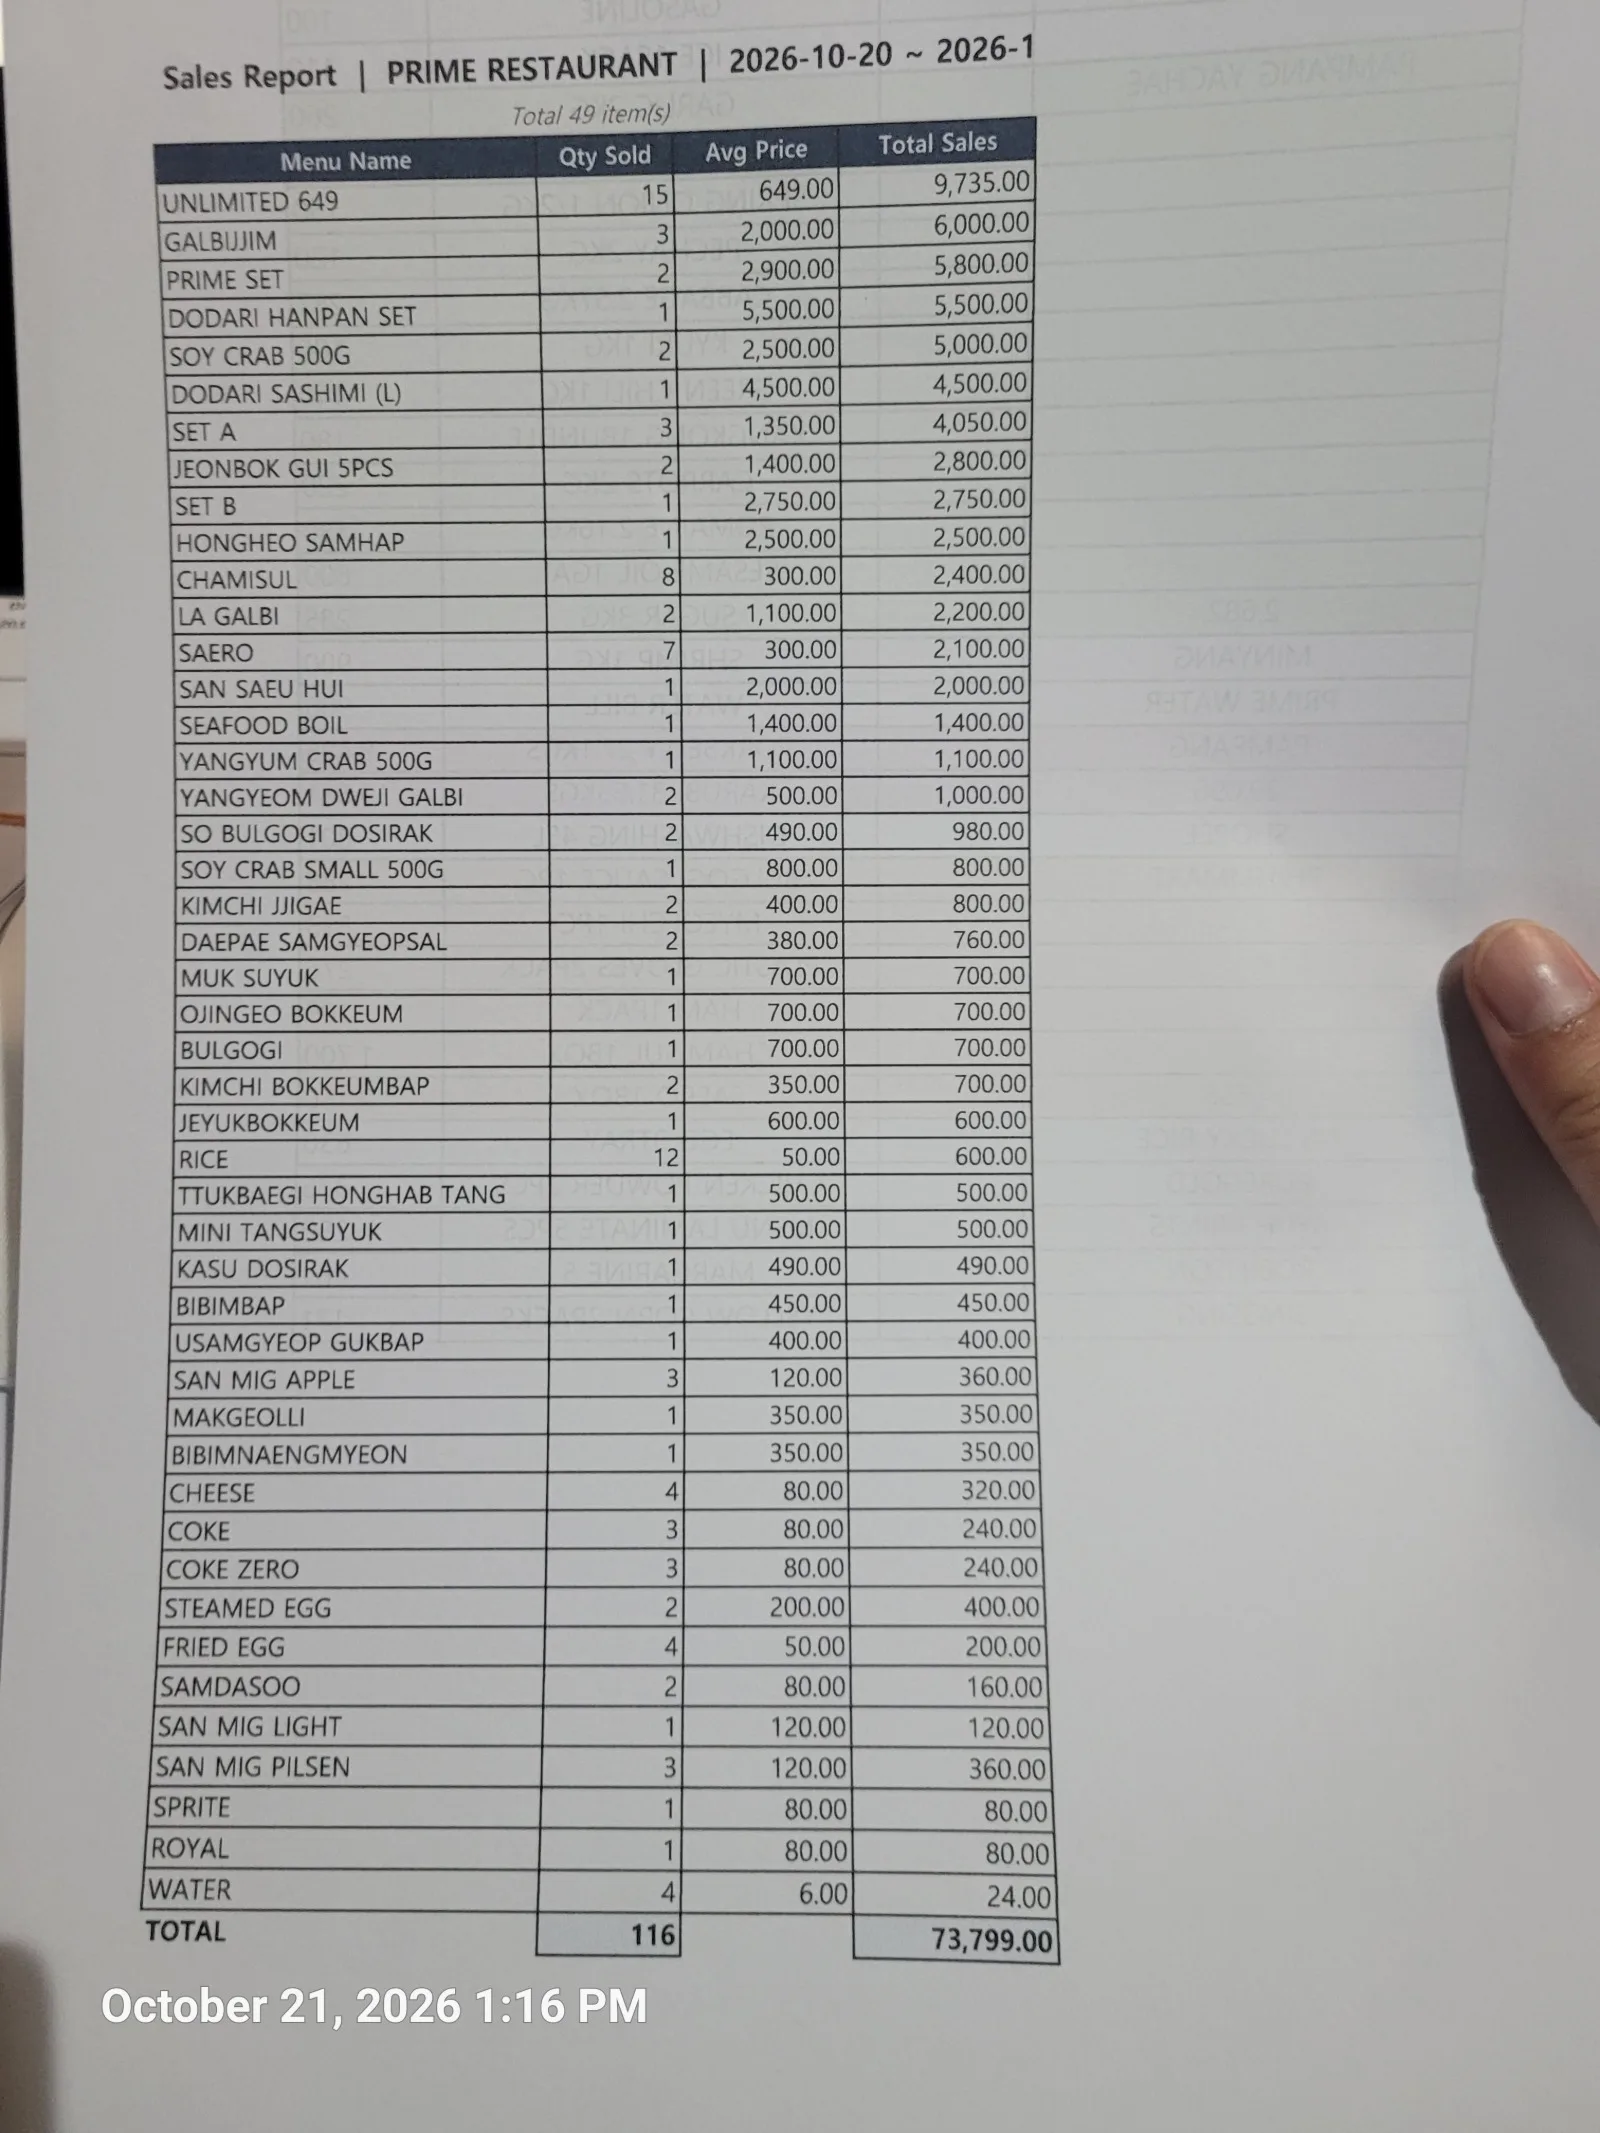 Sales Report | PRIME RESTAURANT | 2026-10-20 ~ 2026-1
Total 49 item(s)
Menu Name Qty Sold Avg Price Total Sales
UNLIMITED 649 15 649.00 9,735.00
GALBUJIM 3 2,000.00 6,000.00
PRIME SET 2 2,900.00 5,800.00
DODARI HANPAN SET 1 5,500.00 5,500.00
SOY CRAB 500G 2 2,500.00 5,000.00
DODARI SASHIMI (L) 1 4,500.00 4,500.00
SET A 3 1,350.00 4,050.00
JEONBOK GUI 5PCS 2 1,400.00 2,800.00
SET B 1 2,750.00 2,750.00
HONGHEO SAMHAP 1 2,500.00 2,500.00
CHAMISUL 8 300.00 2,400.00
LA GALBI 2 1,100.00 2,200.00
SAERO 7 300.00 2,100.00
SAN SAEU HUI 1 2,000.00 2,000.00
SEAFOOD BOIL 1 1,400.00 1,400.00
YANGYUM CRAB 500G 1 1,100.00 1,100.00
YANGYEOM DWEJI GALBI 2 500.00 1,000.00
SO BULGOGI DOSIRAK 2 490.00 980.00
SOY CRAB SMALL 500G 1 800.00 800.00
KIMCHI JJIGAE 2 400.00 800.00
DAEPAE SAMGYEOPSAL 2 380.00 760.00
MUK SUYUK 1 700.00 700.00
OJINGEO BOKKEUM 1 700.00 700.00
BULGOGI 1 700.00 700.00
KIMCHI BOKKEUMBAP 2 350.00 700.00
JEYUKBOKKEUM 1 600.00 600.00
RICE 12 50.00 600.00
TTUKBAEGI HONGHAB TANG 1 500.00 500.00
MINI TANGSUYUK 1 500.00 500.00
KASU DOSIRAK 1 490.00 490.00
BIBIMBAP 1 450.00 450.00
USAMGYEOP GUKBAP 1 400.00 400.00
SAN MIG APPLE 3 120.00 360.00
MAKGEOLLI 1 350.00 350.00
BIBIMNAENGMYEON 1 350.00 350.00
CHEESE 4 80.00 320.00
COKE 3 80.00 240.00
COKE ZERO 3 80.00 240.00
STEAMED EGG 2 200.00 400.00
FRIED EGG 4 50.00 200.00
SAMDASOO 2 80.00 160.00
SAN MIG LIGHT 1 120.00 120.00
SAN MIG PILSEN 3 120.00 360.00
SPRITE 1 80.00 80.00
ROYAL 1 80.00 80.00
WATER 4 6.00 24.00
TOTAL 116 73,799.00
October 21, 2026 1:16 PM